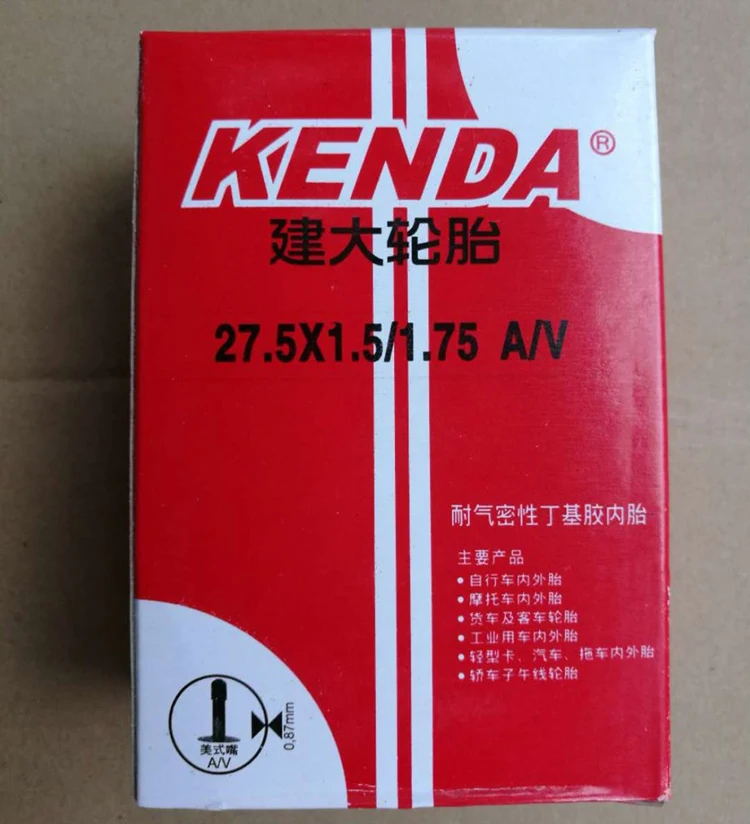 KENDA®
建大轮胎
27.5X1.5/1.75 A/V
耐气密性丁基胶内胎
主要产品
• 自行车内外胎
• 摩托车内外胎
• 货车及客车轮胎
• 工业用车内外胎
• 轻型卡、汽车、拖车内外胎
• 轿车子午线轮胎
美式嘴
A/V
0,87mm